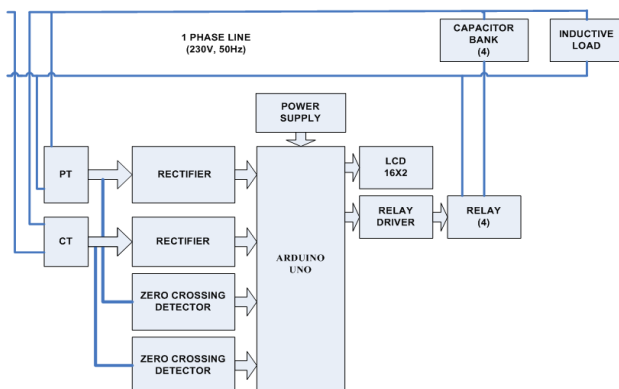 1 PHASE LINE
(230V, 50Hz)
CAPACITOR
BANK
(4)
INDUCTIVE
LOAD
POWER
SUPPLY
PT
RECTIFIER
LCD
16X2
CT
RECTIFIER
ARDUINO
UNO
RELAY
DRIVER
RELAY
(4)
ZERO CROSSING
DETECTOR
ZERO CROSSING
DETECTOR